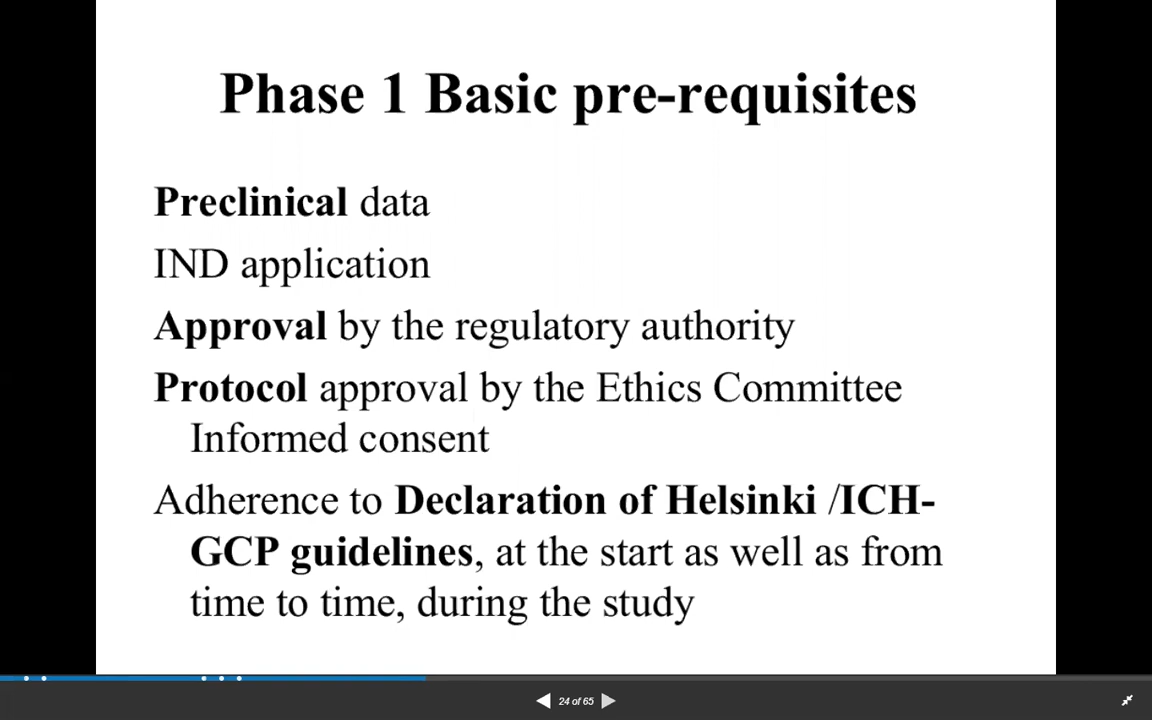 Phase 1 Basic pre-requisites
Preclinical data
IND application
Approval by the regulatory authority
Protocol approval by the Ethics Committee
Informed consent
Adherence to Declaration of Helsinki /ICH-
GCP guidelines, at the start as well as from
time to time, during the study
24 of 65